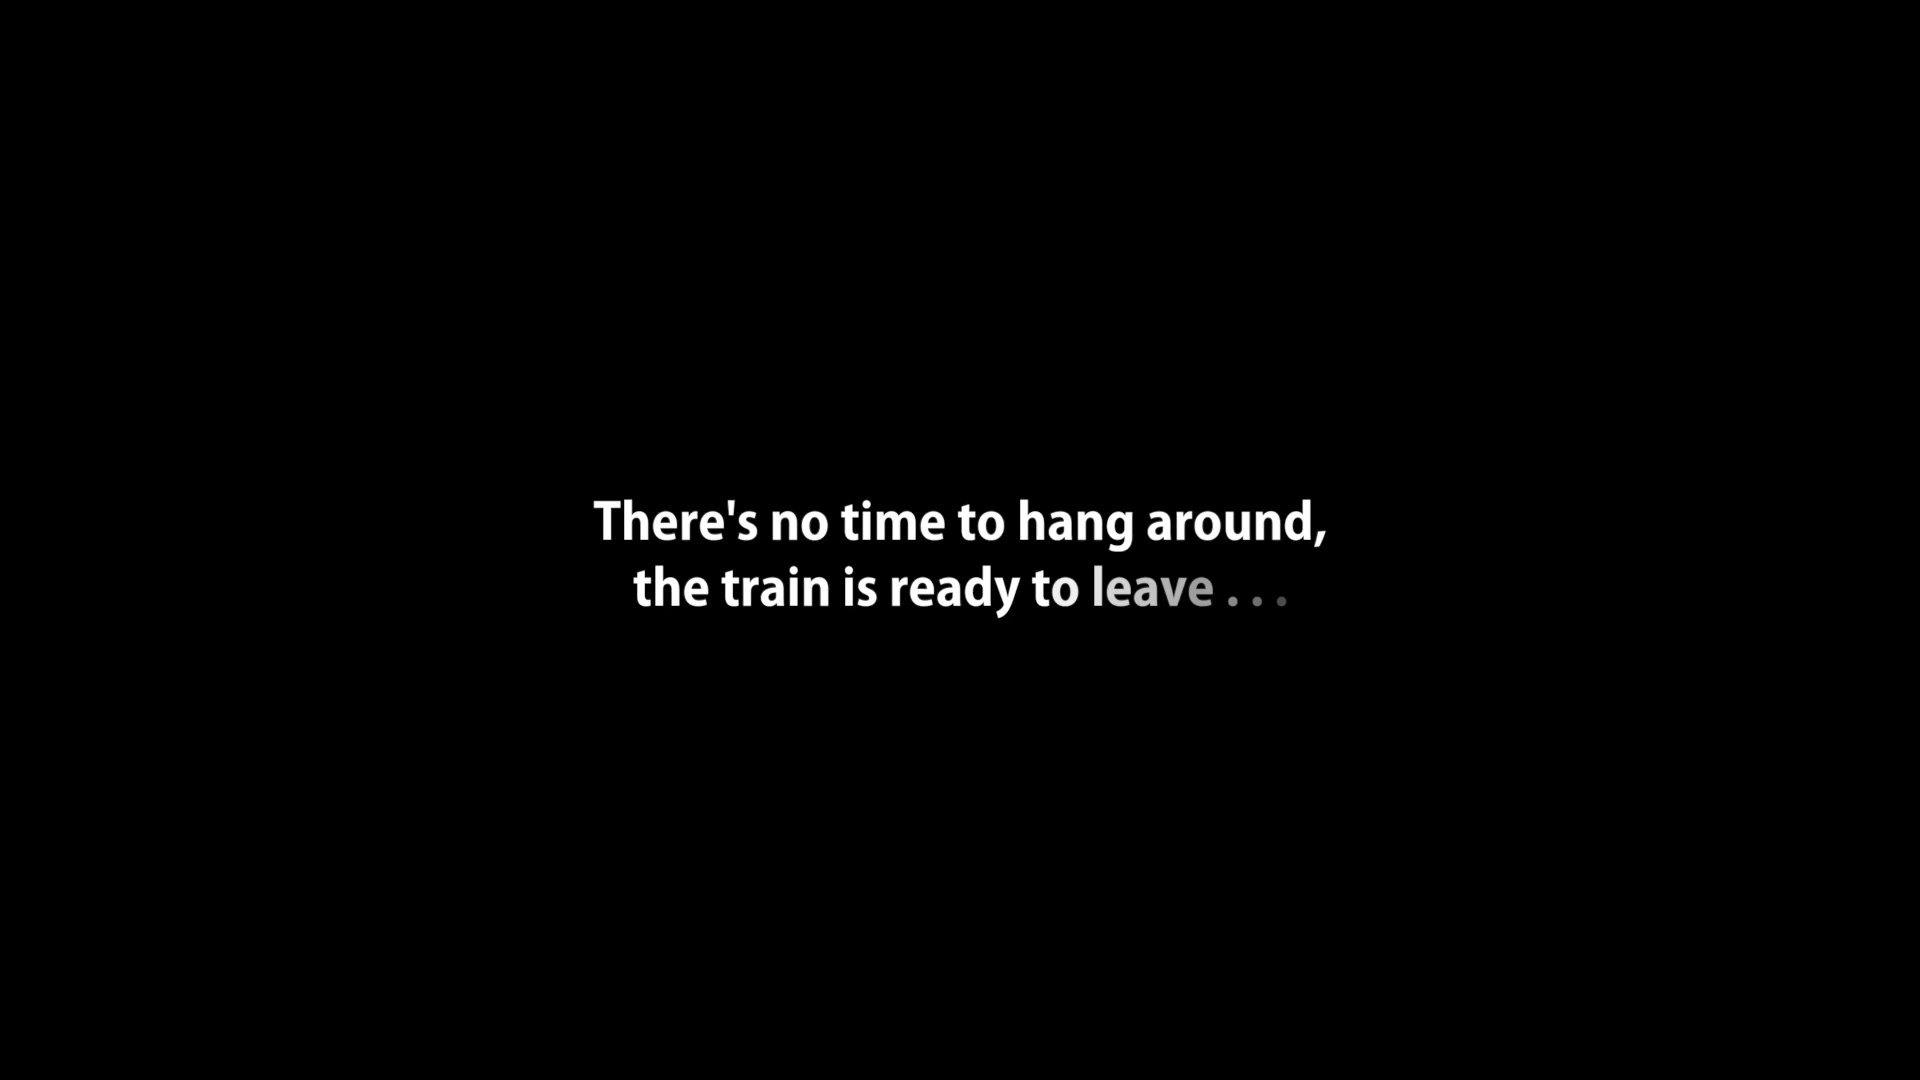 There's no time to hang around,
the train is ready to leave . . .